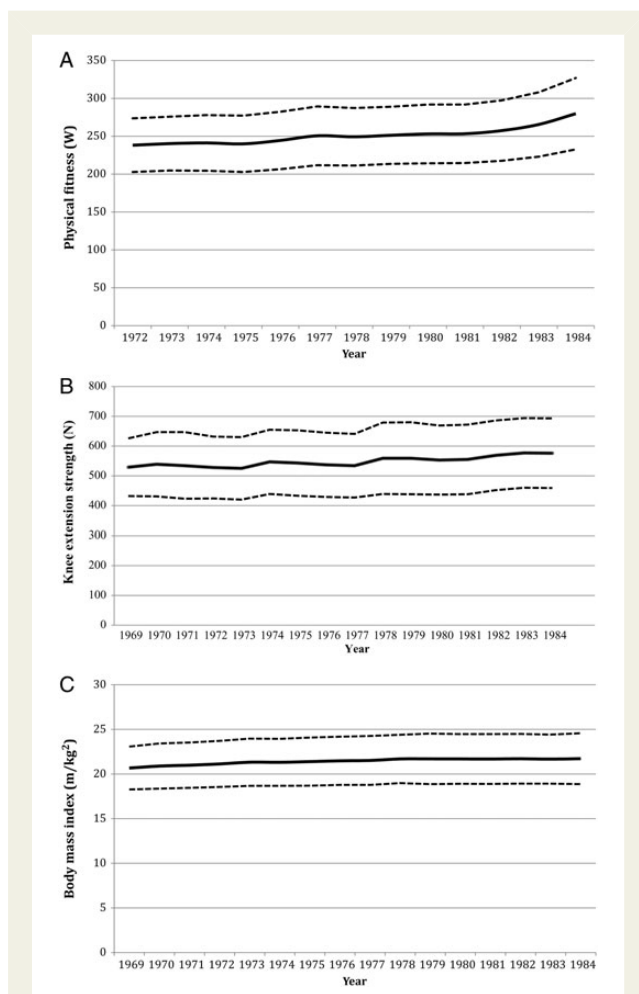 A
350
300
250
200
150
100
50
0
Physical fitness (W)
1972 1973 1974 1975 1976 1977 1978 1979 1980 1981 1982 1983 1984
Year
B
800
700
600
500
400
300
200
100
0
Knee extension strength (N)
1969 1970 1971 1972 1973 1974 1975 1976 1977 1978 1979 1980 1981 1982 1983 1984
Year
C
30
25
20
15
10
5
0
Body mass index (m/kg²)
1969 1970 1971 1972 1973 1974 1975 1976 1977 1978 1979 1980 1981 1982 1983 1984
Year